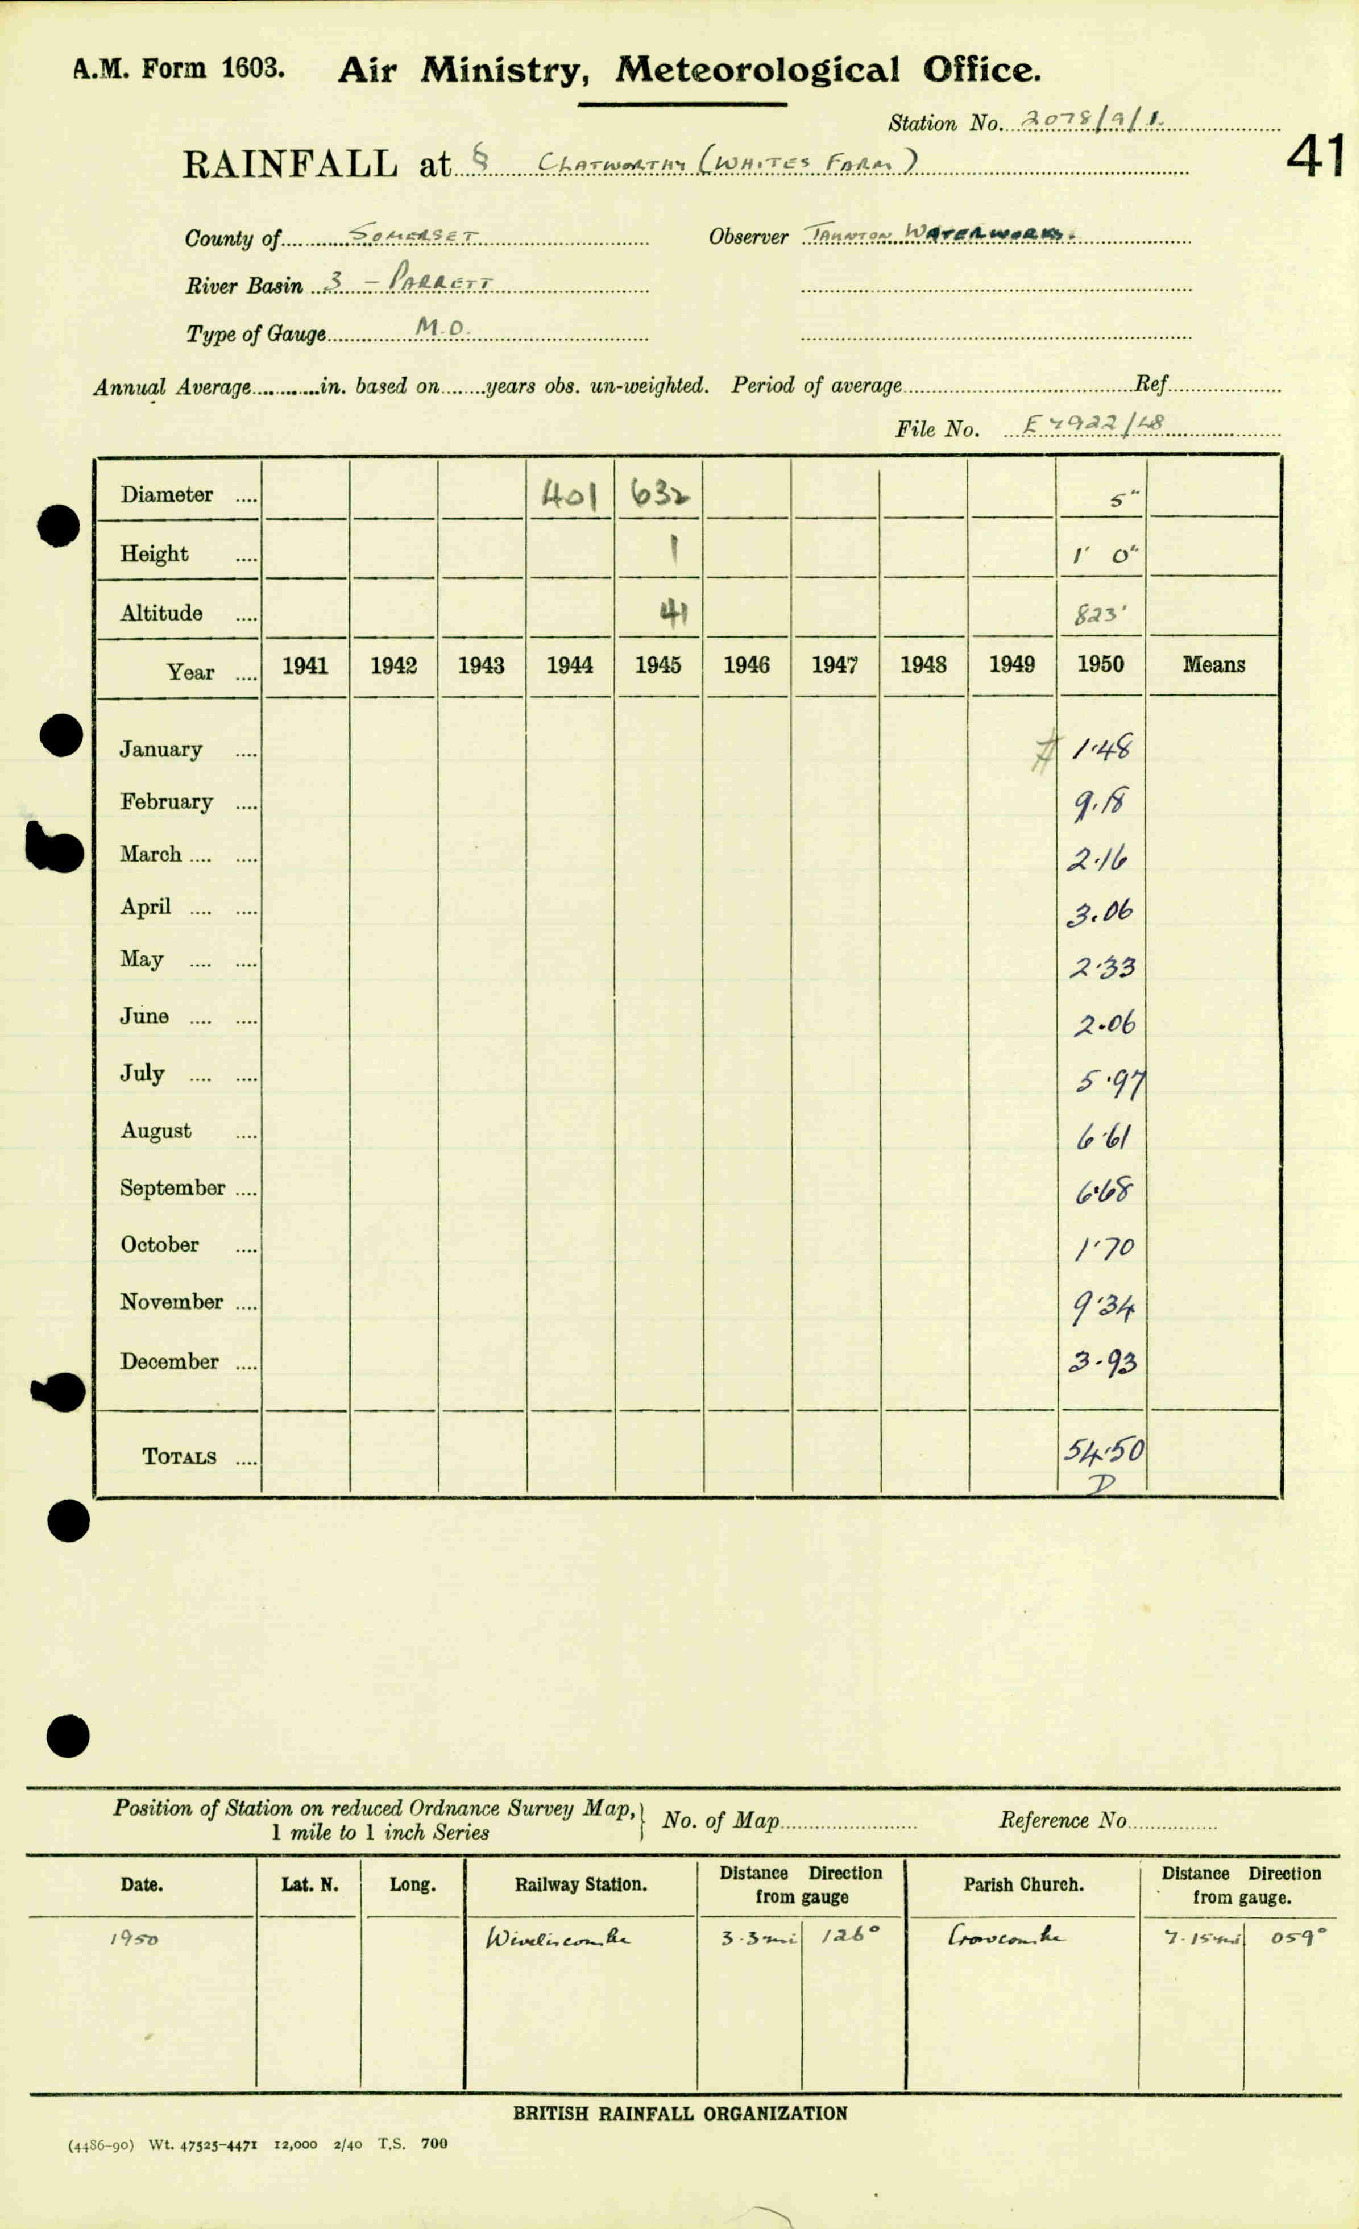 A.M. Form 1603. Air Ministry, Meteorological Office.
Station No. 2078/9/1.
41
RAINFALL at § CLATWORTHY (WHITES FARM)
County of SOMERSET Observer TAUNTON WATERWORKS.
River Basin 3 - PARRETT
Type of Gauge M.O.
Annual Average in. based on years obs. un-weighted. Period of average Ref
File No. E 7922/48
Diameter 401 632 5"
Height 1 1' 0"
Altitude 41 823'
Year 1941 1942 1943 1944 1945 1946 1947 1948 1949 1950 Means
January # 1.48
February 9.18
March 2.16
April 3.06
May 2.33
June 2.06
July 5.97
August 6.61
September 6.68
October 1.70
November 9.34
December 3.93
TOTALS 54.50
D
Position of Station on reduced Ordnance Survey Map, 1 mile to 1 inch Series } No. of Map Reference No.
Date. Lat. N. Long. Railway Station. Distance Direction from gauge Parish Church. Distance Direction from gauge.
1950 Wiveliscombe 3.3 mi 126° Crowcombe 7.15 mi 059°
BRITISH RAINFALL ORGANIZATION
(4486-90) Wt. 47525-4471 12,000 2/40 T.S. 700